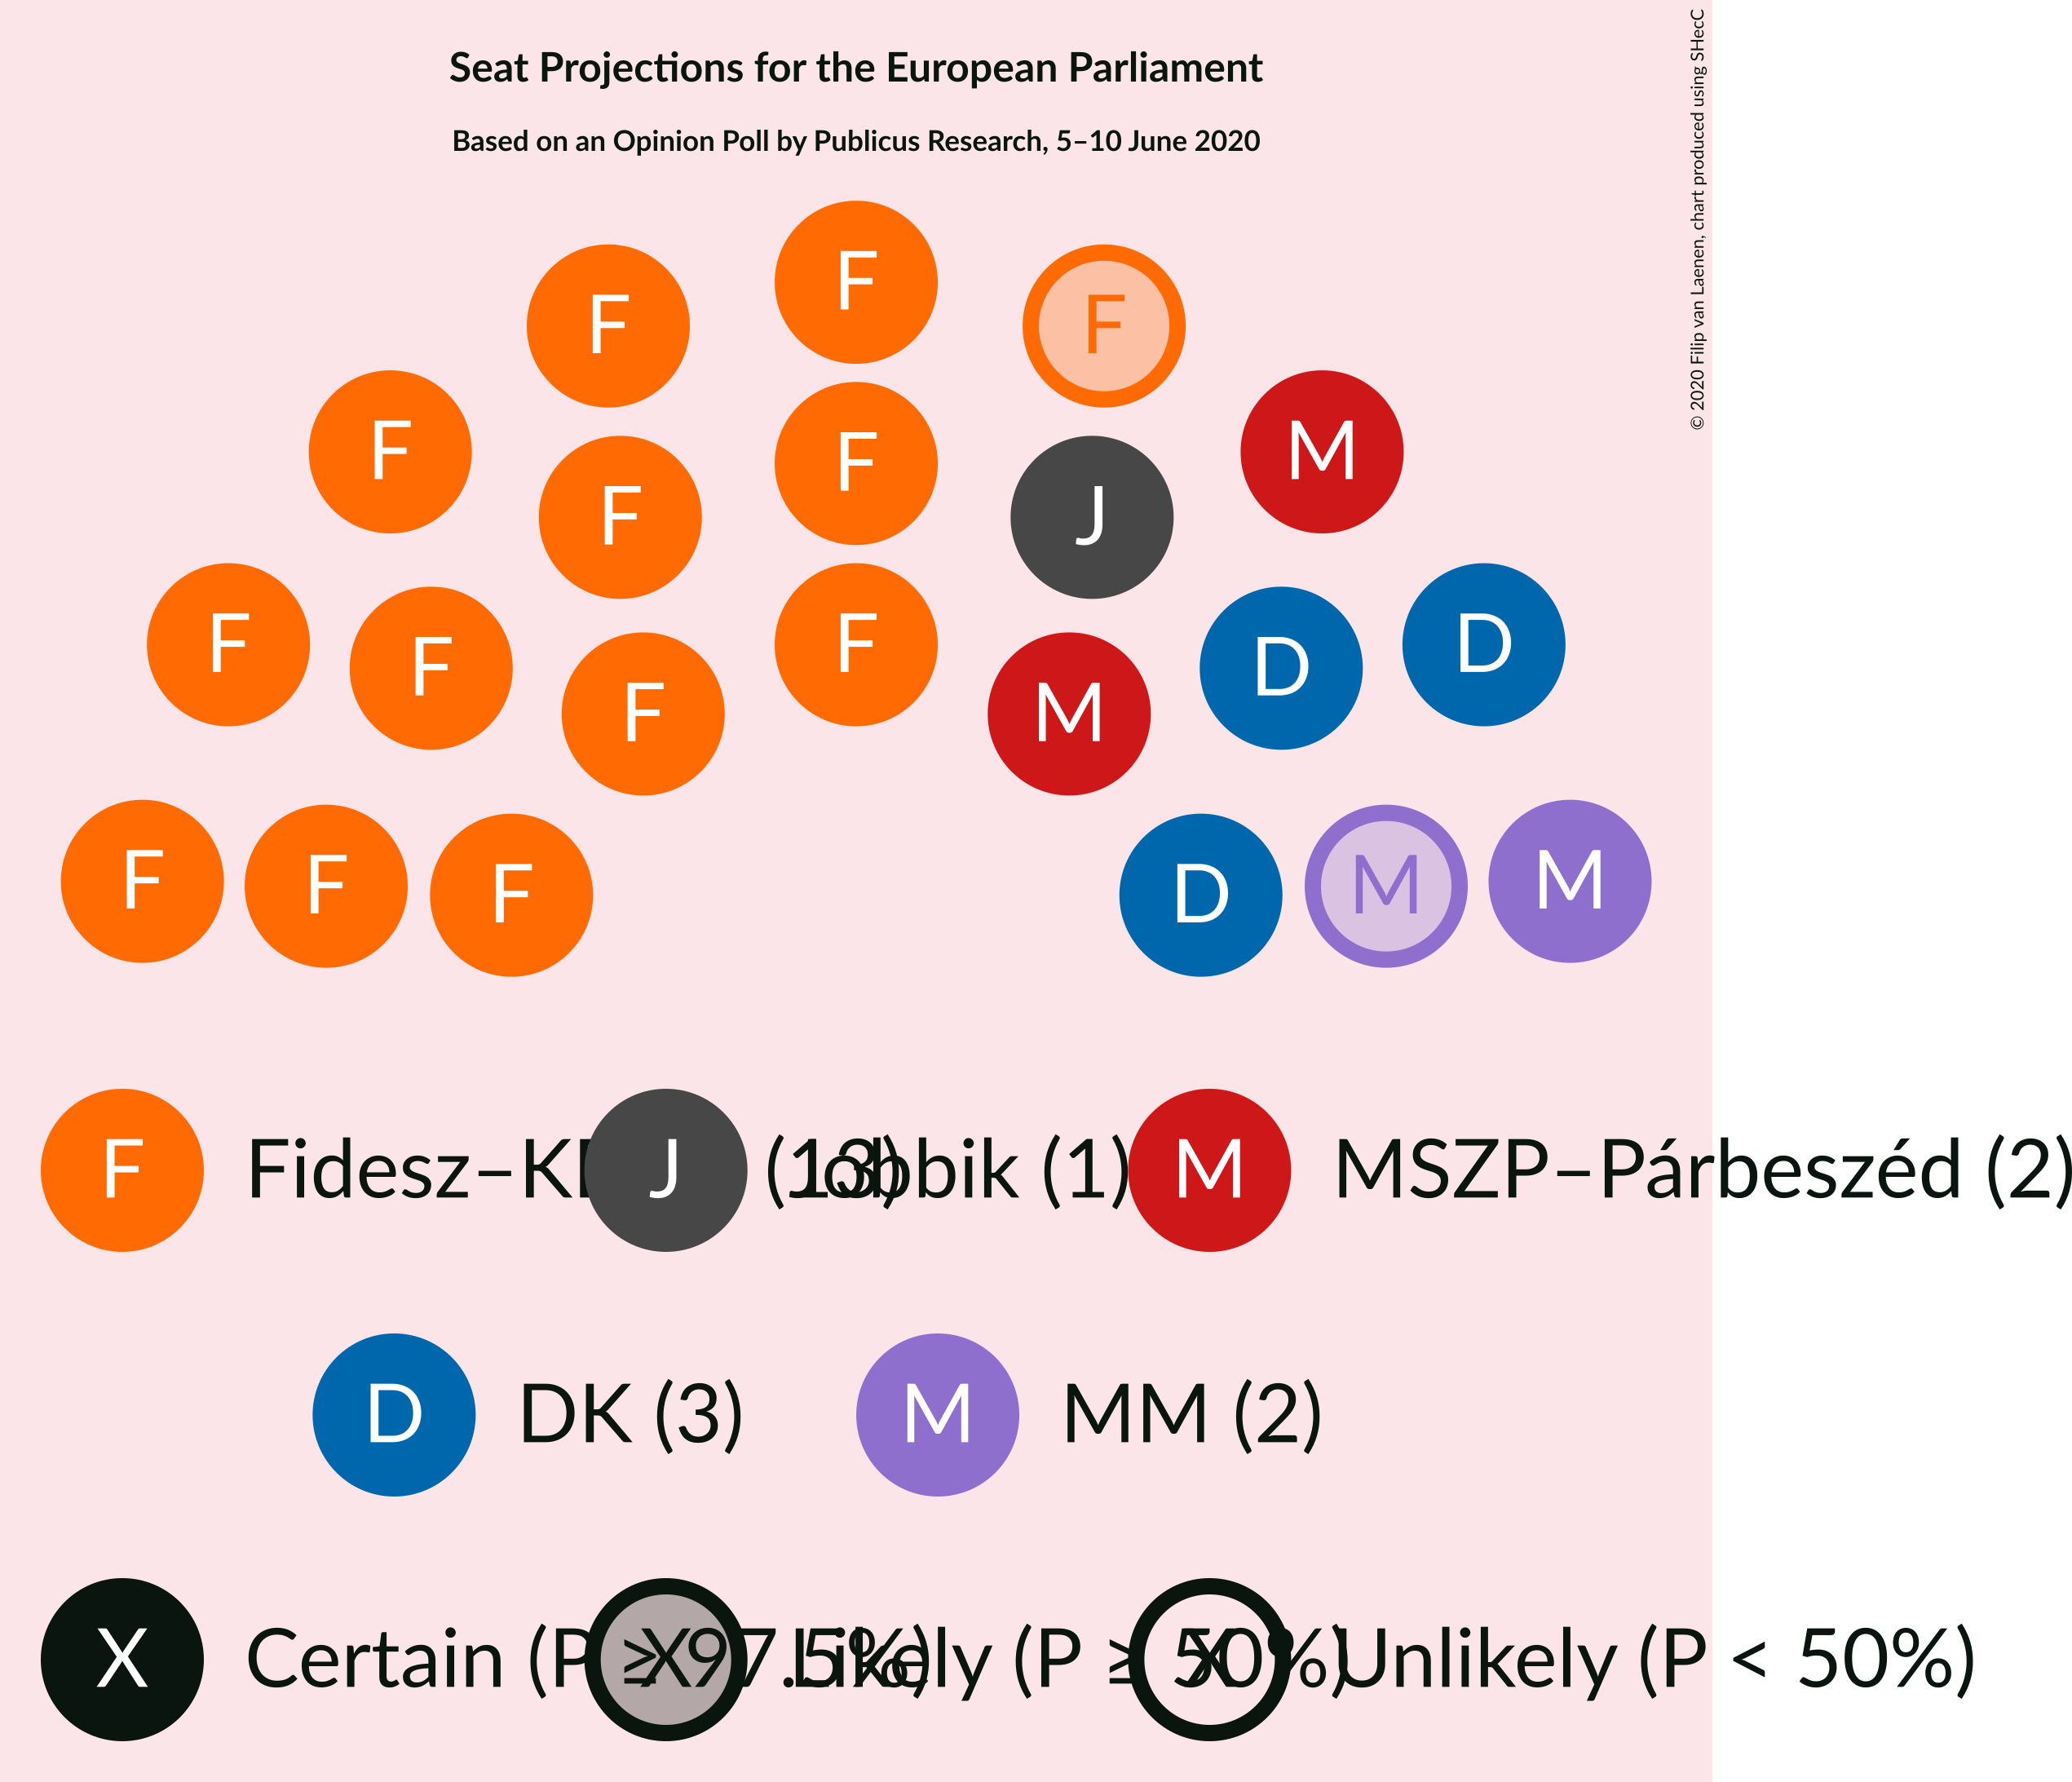 Seat Projections for the European Parliament
Based on an Opinion Poll by Publicus Research, 5–10 June 2020
© 2020 Filip van Laenen, chart produced using SHecC
F
F F
F M
F
F J
F D
F F D
F M
F M
F F D M
F Fidesz–K (13)
J Jobbik (1)
M MSZP–Párbeszéd (2)
D DK (3)
M MM (2)
X Certain (P ≥ 97.5%)
X Likely (P ≥ 50%)
X Unlikely (P < 50%)